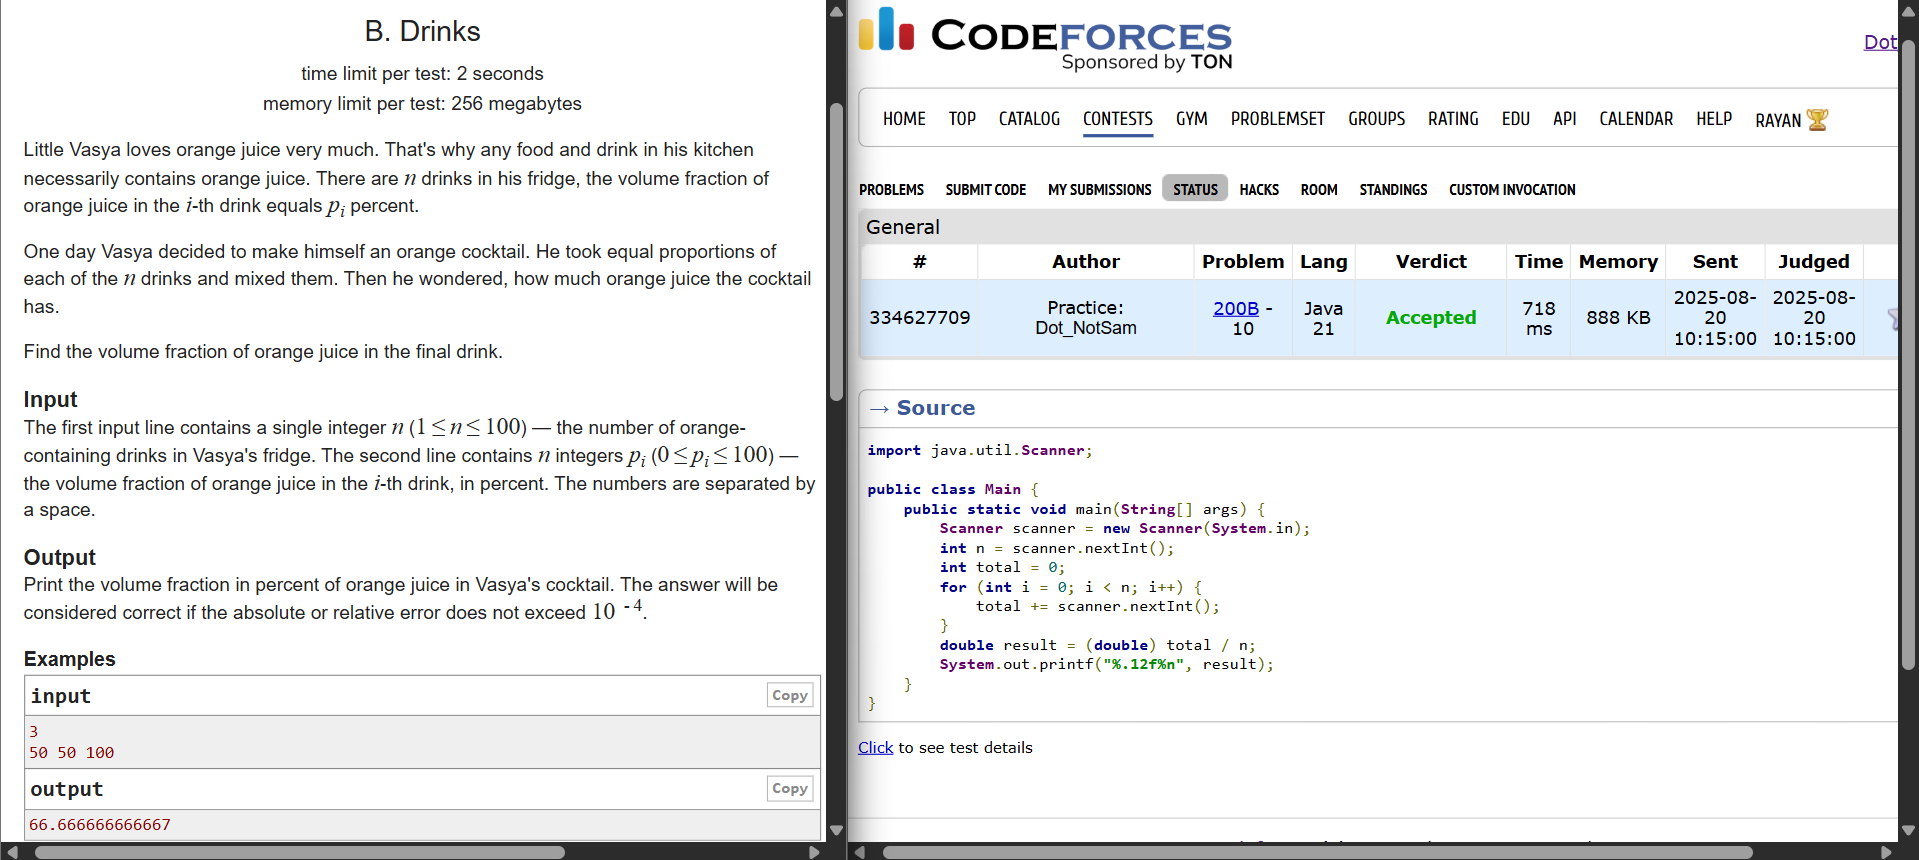 B. Drinks
time limit per test: 2 seconds
memory limit per test: 256 megabytes
Little Vasya loves orange juice very much. That's why any food and drink in his kitchen
necessarily contains orange juice. There are n drinks in his fridge, the volume fraction of
orange juice in the i-th drink equals pi percent.
One day Vasya decided to make himself an orange cocktail. He took equal proportions of
each of the n drinks and mixed them. Then he wondered, how much orange juice the cocktail
has.
Find the volume fraction of orange juice in the final drink.
Input
The first input line contains a single integer n (1 ≤ n ≤ 100) — the number of orange-
containing drinks in Vasya's fridge. The second line contains n integers pi (0 ≤ pi ≤ 100) —
the volume fraction of orange juice in the i-th drink, in percent. The numbers are separated by
a space.
Output
Print the volume fraction in percent of orange juice in Vasya's cocktail. The answer will be
considered correct if the absolute or relative error does not exceed 10 - 4.
Examples
input
Copy
3
50 50 100
output
Copy
66.666666666667
CODEFORCES
Sponsored by TON
Dot
HOME TOP CATALOG CONTESTS GYM PROBLEMSET GROUPS RATING EDU API CALENDAR HELP RAYAN
PROBLEMS SUBMIT CODE MY SUBMISSIONS STATUS HACKS ROOM STANDINGS CUSTOM INVOCATION
General
# Author Problem Lang Verdict Time Memory Sent Judged
334627709 Practice: Dot_NotSam 200B - 10 Java 21 Accepted 718 ms 888 KB 2025-08-20 10:15:00 2025-08-20 10:15:00
→ Source
import java.util.Scanner;
public class Main {
    public static void main(String[] args) {
        Scanner scanner = new Scanner(System.in);
        int n = scanner.nextInt();
        int total = 0;
        for (int i = 0; i < n; i++) {
            total += scanner.nextInt();
        }
        double result = (double) total / n;
        System.out.printf("%.12f%n", result);
    }
}
Click to see test details